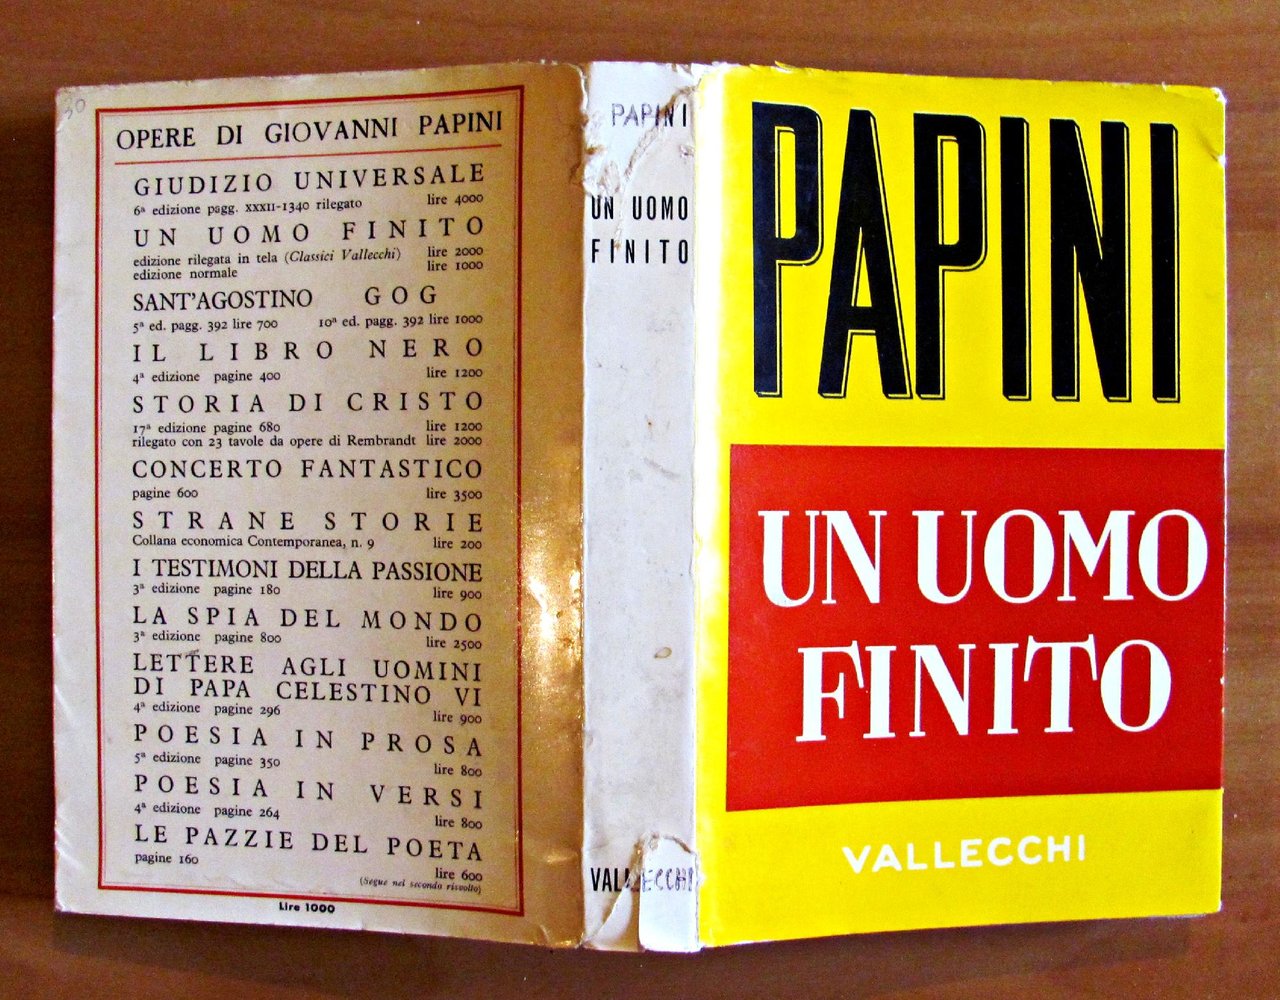 30
OPERE DI GIOVANNI PAPINI
GIUDIZIO UNIVERSALE
6ª edizione pagg. XXXII-1340 rilegato lire 4000
UN UOMO FINITO
edizione rilegata in tela (Classici Vallecchi) lire 2000
edizione normale lire 1000
SANT'AGOSTINO GOG
5ª ed. pagg. 392 lire 700 10ª ed. pagg. 392 lire 1000
IL LIBRO NERO
4ª edizione pagine 400 lire 1200
STORIA DI CRISTO
17ª edizione pagine 680 lire 1200
rilegato con 23 tavole da opere di Rembrandt lire 2000
CONCERTO FANTASTICO
pagine 600 lire 3500
STRANE STORIE
Collana economica Contemporanea, n. 9 lire 200
I TESTIMONI DELLA PASSIONE
3ª edizione pagine 180 lire 900
LA SPIA DEL MONDO
3ª edizione pagine 800 lire 2500
LETTERE AGLI UOMINI
DI PAPA CELESTINO VI
4ª edizione pagine 296 lire 900
POESIA IN PROSA
5ª edizione pagine 350 lire 800
POESIA IN VERSI
4ª edizione pagine 264 lire 800
LE PAZZIE DEL POETA
pagine 160 lire 600
(Segue nel secondo risvolto)
Lire 1000
PAPINI
UN UOMO
FINITO
VALLECCHI
PAPINI
UN UOMO
FINITO
VALLECCHI